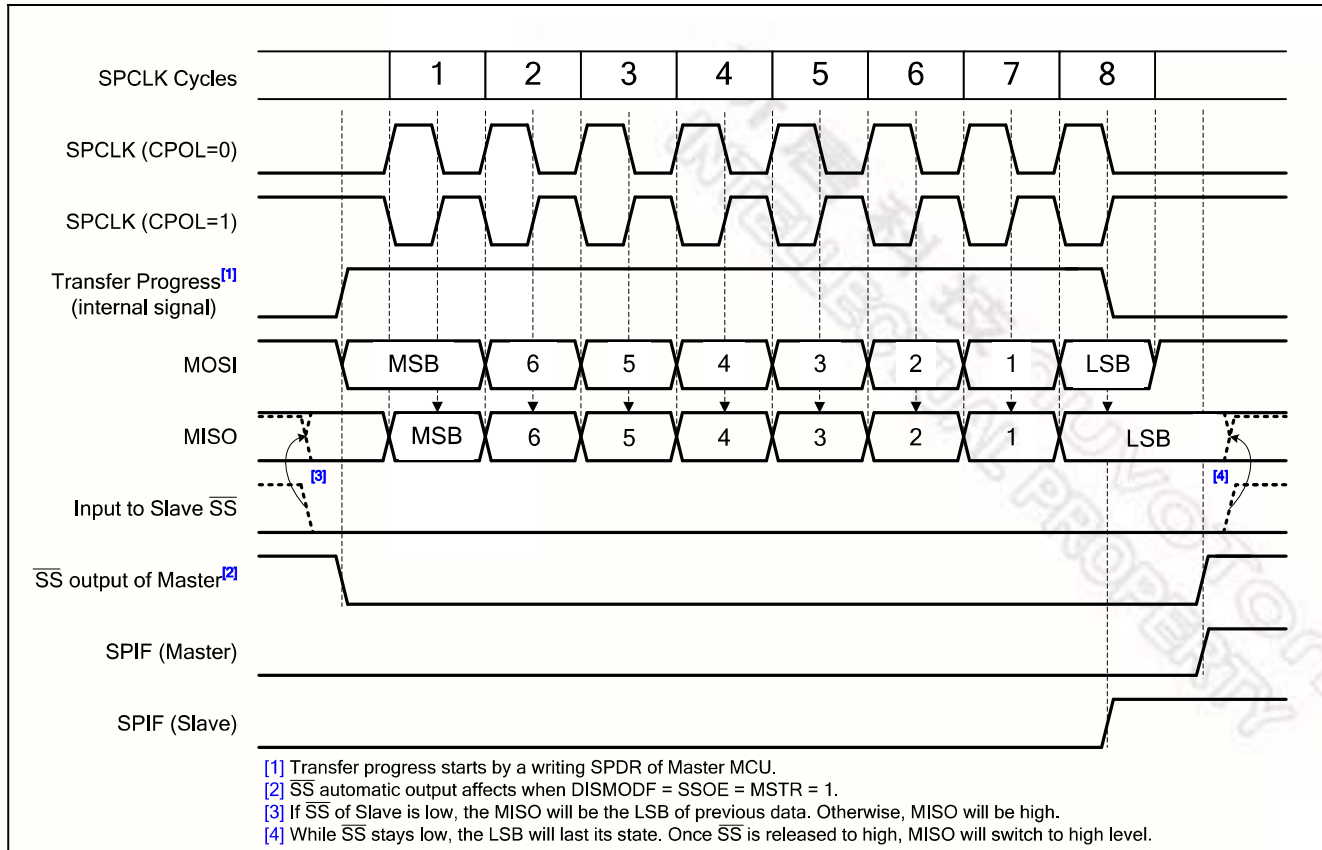 SPCLK Cycles 1 2 3 4 5 6 7 8
SPCLK (CPOL=0)
SPCLK (CPOL=1)
Transfer Progress[1]
(internal signal)
MOSI MSB 6 5 4 3 2 1 LSB
MISO MSB 6 5 4 3 2 1 LSB
[3] [4]
Input to Slave SS
SS output of Master[2]
SPIF (Master)
SPIF (Slave)
[1] Transfer progress starts by a writing SPDR of Master MCU.
[2] SS automatic output affects when DISMODF = SSOE = MSTR = 1.
[3] If SS of Slave is low, the MISO will be the LSB of previous data. Otherwise, MISO will be high.
[4] While SS stays low, the LSB will last its state. Once SS is released to high, MISO will switch to high level.
INTELLECTUAL PROPERTY